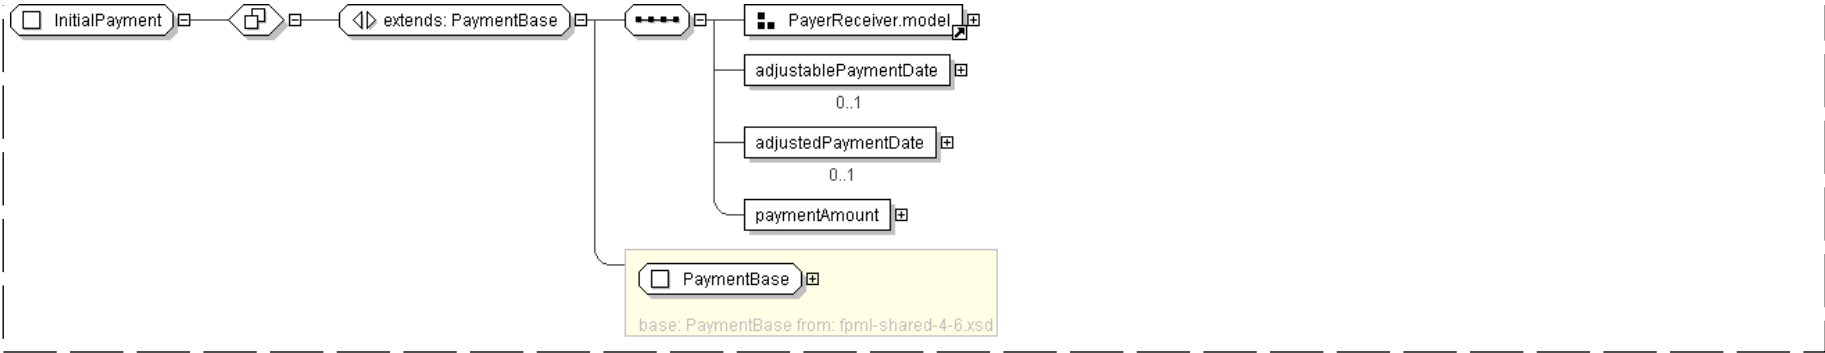 InitialPayment
extends: PaymentBase
PayerReceiver.model
adjustablePaymentDate
0..1
adjustedPaymentDate
0..1
paymentAmount
PaymentBase
base: PaymentBase from: fpml-shared-4-6.xsd